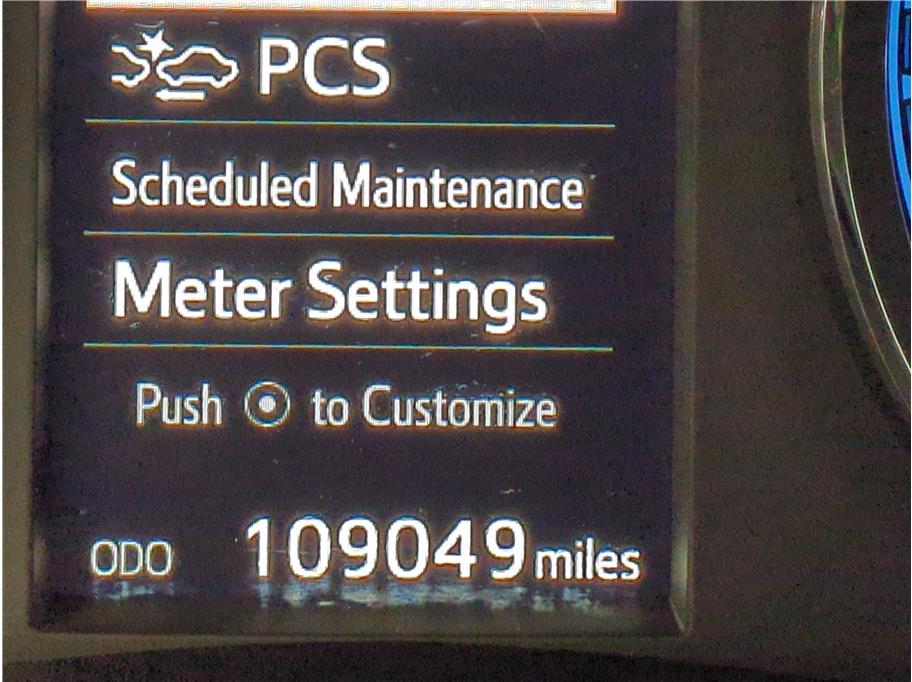 PCS
Scheduled Maintenance
Meter Settings
Push to Customize
ODO 109049 miles